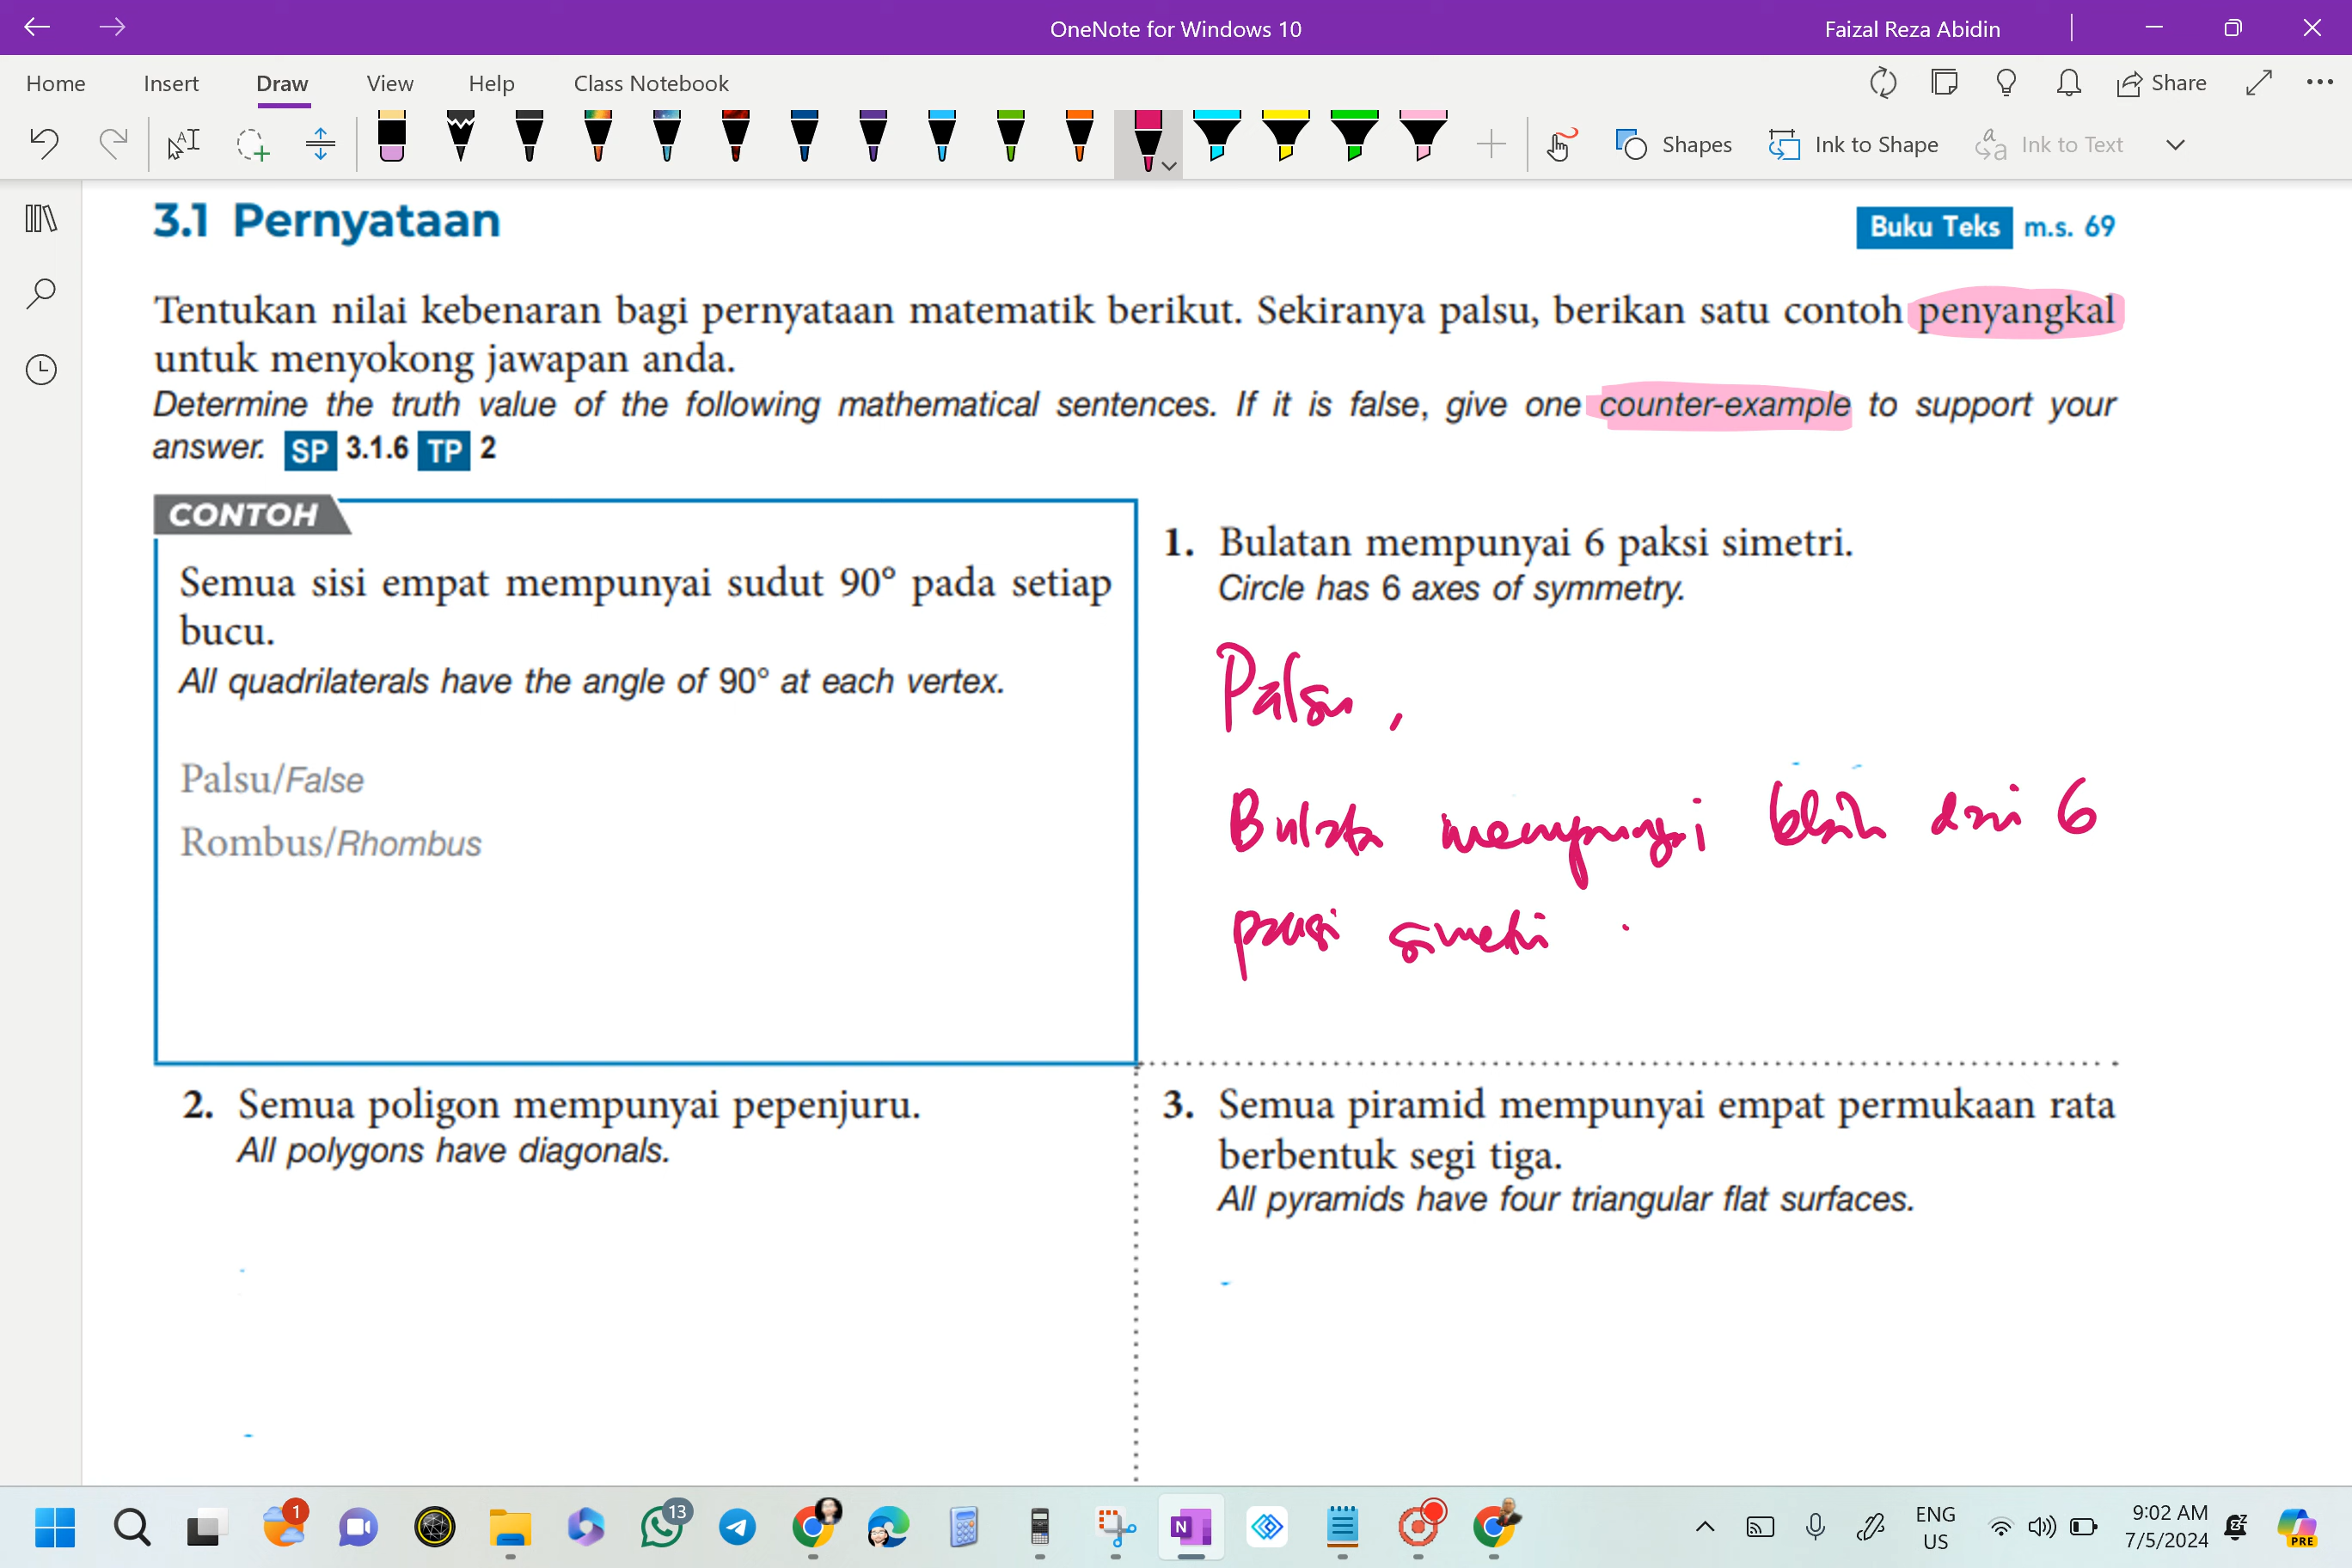 OneNote for Windows 10
Faizal Reza Abidin
Home
Insert
Draw
View
Help
Class Notebook
Share
Shapes
Ink to Shape
Ink to Text
3.1 Pernyataan
Buku Teks m.s. 69
Tentukan nilai kebenaran bagi pernyataan matematik berikut. Sekiranya palsu, berikan satu contoh penyangkal
untuk menyokong jawapan anda.
Determine the truth value of the following mathematical sentences. If it is false, give one counter-example to support your
answer. SP 3.1.6 TP 2
CONTOH
Semua sisi empat mempunyai sudut 90° pada setiap
bucu.
All quadrilaterals have the angle of 90° at each vertex.
Palsu/False
Rombus/Rhombus
1. Bulatan mempunyai 6 paksi simetri.
Circle has 6 axes of symmetry.
Palsu,
Bulatan mempunyai lebih dari 6
paksi simetri.
2. Semua poligon mempunyai pepenjuru.
All polygons have diagonals.
3. Semua piramid mempunyai empat permukaan rata
berbentuk segi tiga.
All pyramids have four triangular flat surfaces.
1
13
ENG
US
9:02 AM
7/5/2024
PRE